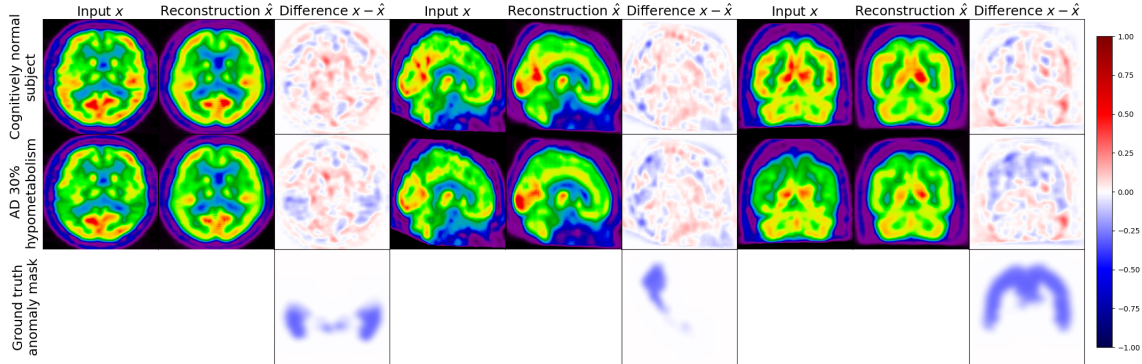 Input x Reconstruction x̂ Difference x − x̂ Input x Reconstruction x̂ Difference x − x̂ Input x Reconstruction x̂ Difference x − x̂
Cognitively normal
subject
AD 30%
hypometabolism
Ground truth
anomaly mask
1.00
0.75
0.50
0.25
0.00
−0.25
−0.50
−0.75
−1.00